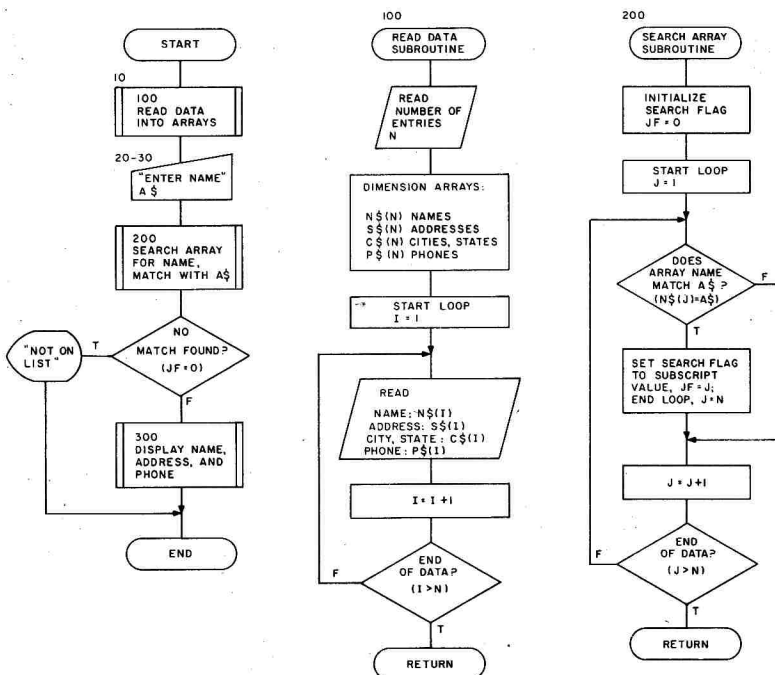 START
10
100
READ DATA
INTO ARRAYS
20-30
"ENTER NAME"
A$
200
SEARCH ARRAY
FOR NAME,
MATCH WITH A$
NO
MATCH FOUND?
(JF=0)
T
"NOT ON
LIST"
F
300
DISPLAY NAME,
ADDRESS, AND
PHONE
END
100
READ DATA
SUBROUTINE
READ
NUMBER OF
ENTRIES
N
DIMENSION ARRAYS:
N$(N) NAMES
S$(N) ADDRESSES
C$(N) CITIES, STATES
P$(N) PHONES
START LOOP
I = 1
READ
NAME: N$(I)
ADDRESS: S$(I)
CITY, STATE: C$(I)
PHONE: P$(I)
I = I +1
END
OF DATA?
(I>N)
F
T
RETURN
200
SEARCH ARRAY
SUBROUTINE
INITIALIZE
SEARCH FLAG
JF = 0
START LOOP
J = 1
DOES
ARRAY NAME
MATCH A$ ?
(N$(J)=A$)
F
T
SET SEARCH FLAG
TO SUBSCRIPT
VALUE, JF=J;
END LOOP, J=N
J = J+1
END
OF DATA?
(J>N)
F
T
RETURN